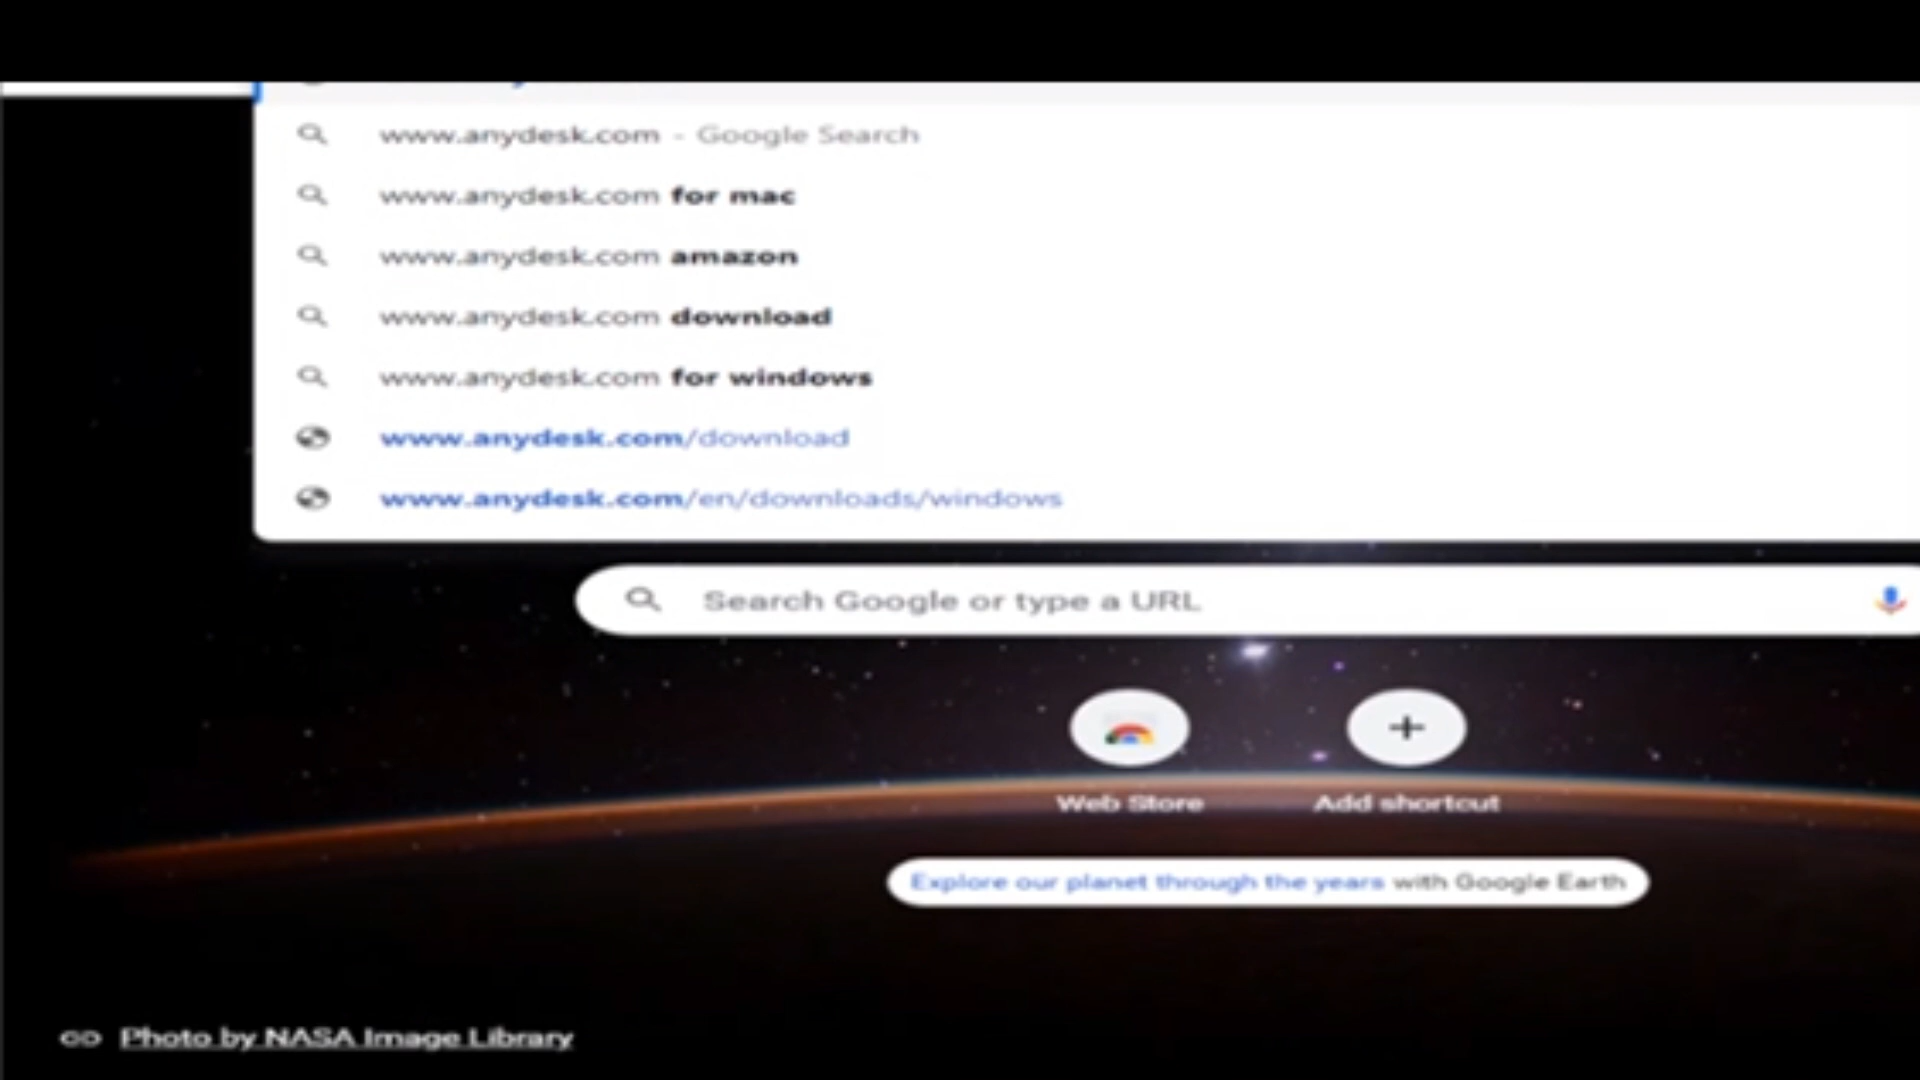 www.anydesk.com - Google Search
www.anydesk.com for mac
www.anydesk.com amazon
www.anydesk.com download
www.anydesk.com for windows
www.anydesk.com/download
www.anydesk.com/en/downloads/windows
Search Google or type a URL
Web Store
Add shortcut
Explore our planet through the years with Google Earth
Photo by NASA Image Library